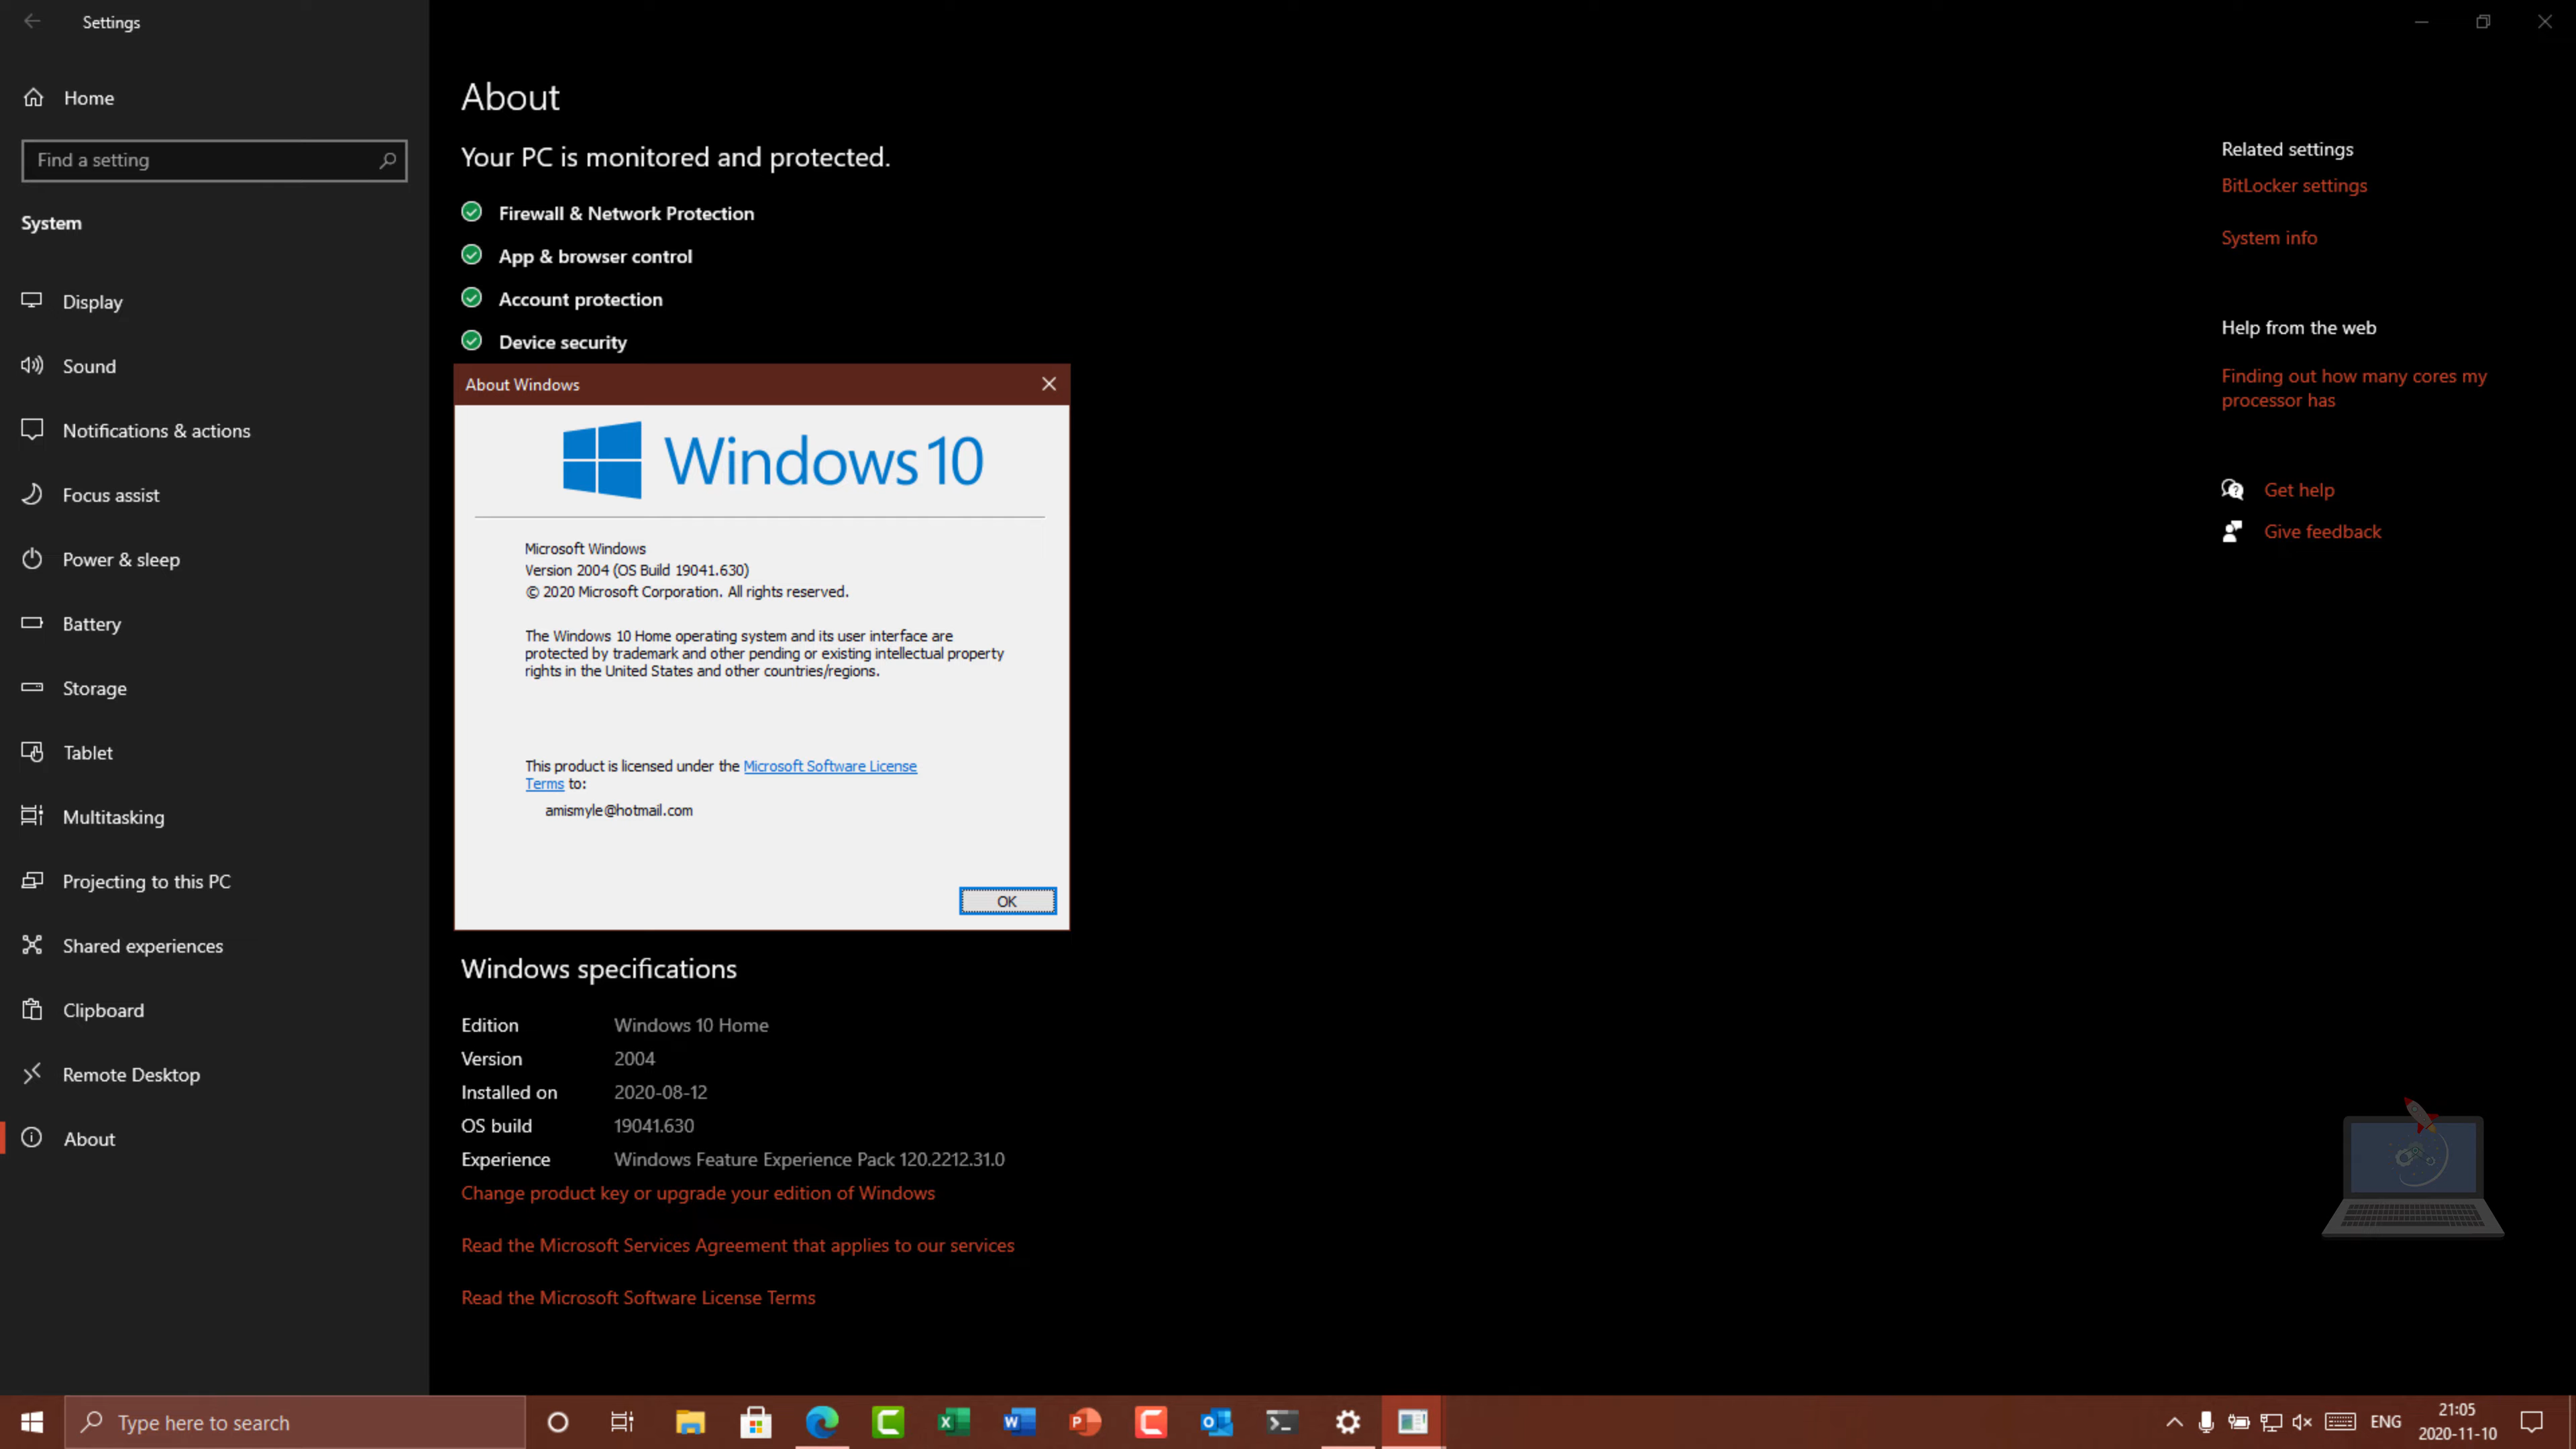 Settings
Home
Find a setting
System
Display
Sound
Notifications & actions
Focus assist
Power & sleep
Battery
Storage
Tablet
Multitasking
Projecting to this PC
Shared experiences
Clipboard
Remote Desktop
About
About
Your PC is monitored and protected.
Firewall & Network Protection
App & browser control
Account protection
Device security
About Windows
Windows 10
Microsoft Windows
Version 2004 (OS Build 19041.630)
© 2020 Microsoft Corporation. All rights reserved.
The Windows 10 Home operating system and its user interface are
protected by trademark and other pending or existing intellectual property
rights in the United States and other countries/regions.
This product is licensed under the Microsoft Software License
Terms to:
amismyle@hotmail.com
OK
Windows specifications
Edition Windows 10 Home
Version 2004
Installed on 2020-08-12
OS build 19041.630
Experience Windows Feature Experience Pack 120.2212.31.0
Change product key or upgrade your edition of Windows
Read the Microsoft Services Agreement that applies to our services
Read the Microsoft Software License Terms
Related settings
BitLocker settings
System info
Help from the web
Finding out how many cores my
processor has
Get help
Give feedback
Type here to search
ENG
21:05
2020-11-10